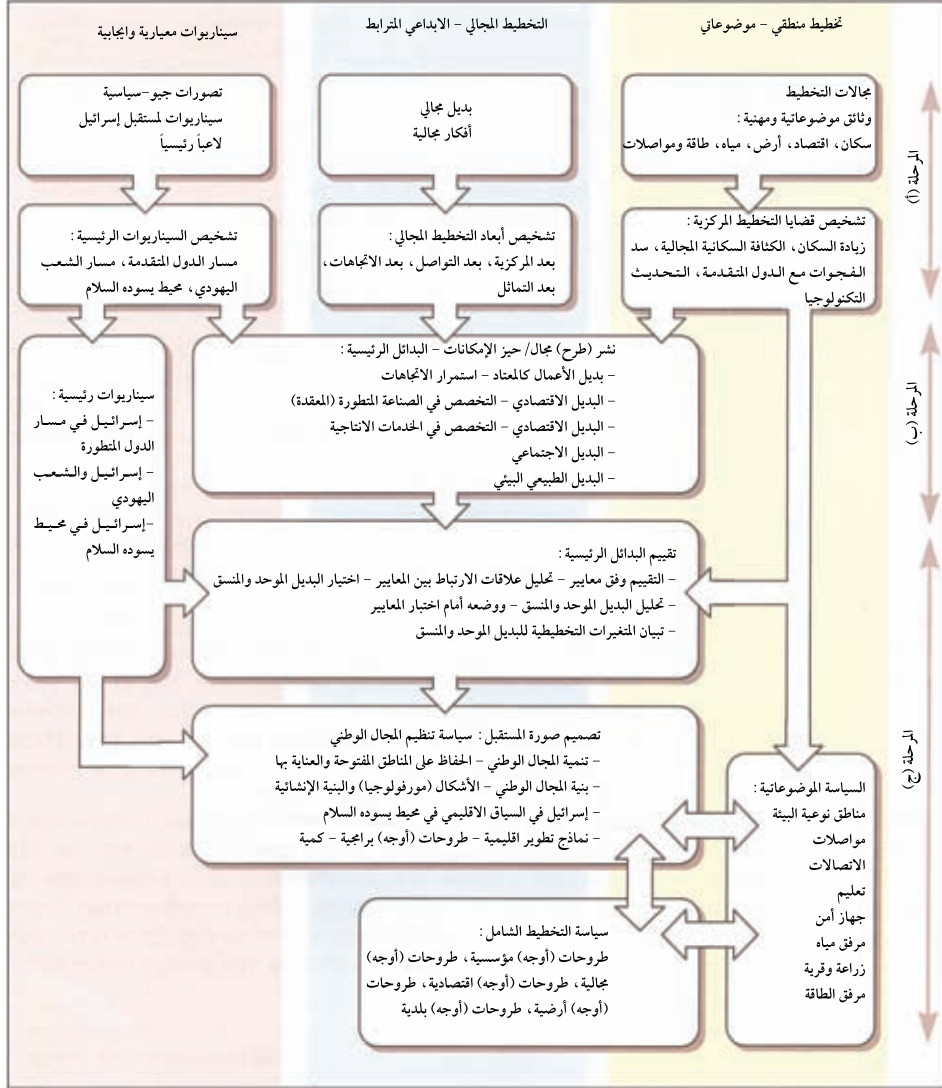 تخطيط منطقي - موضوعاتي
التخطيط المجالي - الابداعي المترابط
سيناريوات معيارية وايجابية
المرحلة (أ)
مجالات التخطيط
وثائق موضوعاتية ومهنية :
سكان، اقتصاد، أرض، مياه، طاقة ومواصلات
بديل مجالي
أفكار مجالية
تصورات جيو-سياسية
سيناريوات لمستقبل إسرائيل
لاعباً رئيسياً
تشخيص قضايا التخطيط المركزية :
زيادة السكان، الكثافة السكانية المجالية، سد
الفجوات مع الدول المتقدمة، التحديث
التكنولوجيا
تشخيص أبعاد التخطيط المجالي :
بعد المركزية، بعد التواصل، بعد الاتجاهات،
بعد التماثل
تشخيص السيناريوات الرئيسية :
مسار الدول المتقدمة، مسار الشعب
اليهودي، محيط يسوده السلام
المرحلة (ب)
نشر (طرح) مجال/ حيز الإمكانات - البدائل الرئيسية :
- بديل الأعمال كالمعتاد - استمرار الاتجاهات
- البديل الاقتصادي - التخصص في الصناعة المتطورة (المعقدة)
- البديل الاقتصادي - التخصص في الخدمات الانتاجية
- البديل الاجتماعي
- البديل الطبيعي البيئي
سيناريوات رئيسية :
- إسرائيل في مسار
الدول المتطورة
- إسرائيل والشعب
اليهودي
-إسرائيل في محيط
يسوده السلام
المرحلة (ج)
تقييم البدائل الرئيسية :
- التقييم وفق معايير - تحليل علاقات الارتباط بين المعايير - اختيار البديل الموحد والمنسق
- تحليل البديل الموحد والمنسق - ووضعه أمام اختبار المعايير
- تبيان المتغيرات التخطيطية للبديل الموحد والمنسق
تصميم صورة المستقبل : سياسة تنظيم المجال الوطني
- تنمية المجال الوطني - الحفاظ على المناطق المفتوحة والعناية بها
- بنية المجال الوطني - الأشكال (مورفولوجيا) والبنية الإنشائية
- إسرائيل في السياق الاقليمي في محيط يسوده السلام
- نماذج تطوير اقليمية - طروحات (أوجه) برامجية - كمية
السياسة الموضوعاتية :
مناطق نوعية البيئة
مواصلات
الاتصالات
تعليم
جهاز أمن
مرفق مياه
زراعة وقرية
مرفق الطاقة
سياسة التخطيط الشامل :
طروحات (أوجه) مؤسسية، طروحات (أوجه)
مجالية، طروحات (أوجه) اقتصادية، طروحات
(أوجه) أرضية، طروحات (أوجه) بلدية